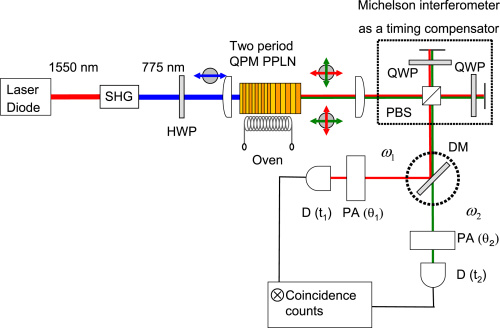 Michelson interferometer
as a timing compensator
1550 nm
775 nm
Two period
QPM PPLN
QWP
QWP
Laser
Diode
SHG
HWP
PBS
Oven
ω1
DM
ω2
D (t1)
PA (θ1)
PA (θ2)
D (t2)
Coincidence
counts